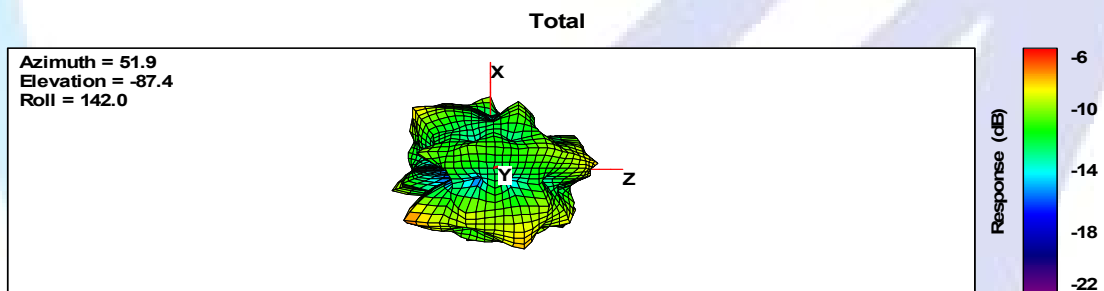 Total
Azimuth = 51.9
Elevation = -87.4
Roll = 142.0
X
Y
Z
Response (dB)
-6
-10
-14
-18
-22